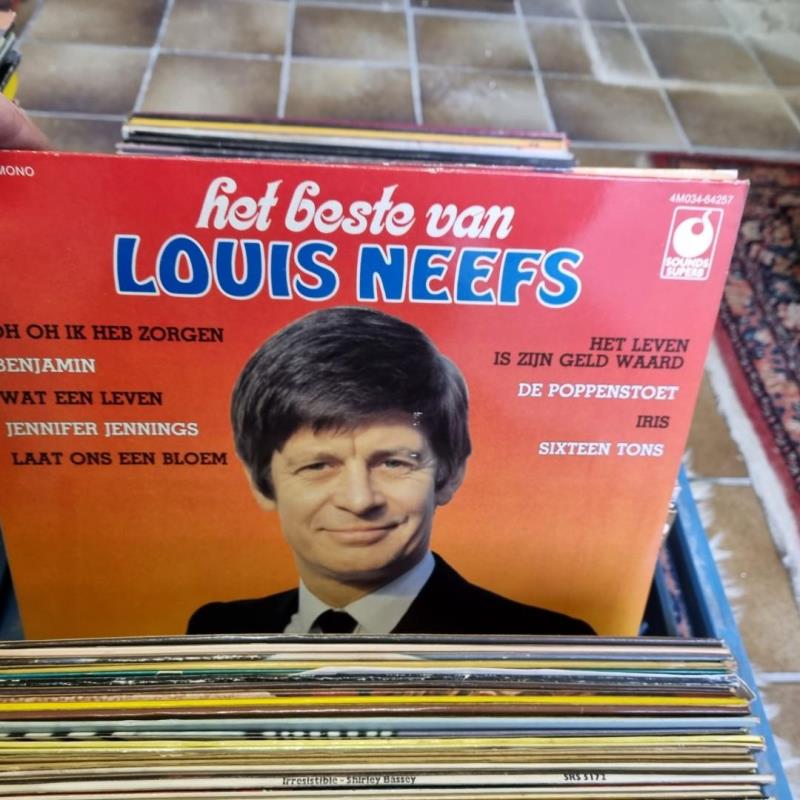 MONO
4M034-64257
het beste van
LOUIS NEEFS
SOUNDS
SUPERB
OH OH IK HEB ZORGEN
BENJAMIN
WAT EEN LEVEN
JENNIFER JENNINGS
LAAT ONS EEN BLOEM
HET LEVEN
IS ZIJN GELD WAARD
DE POPPENSTOET
IRIS
SIXTEEN TONS
Irresistible - Shirley Bassey SRS 5172